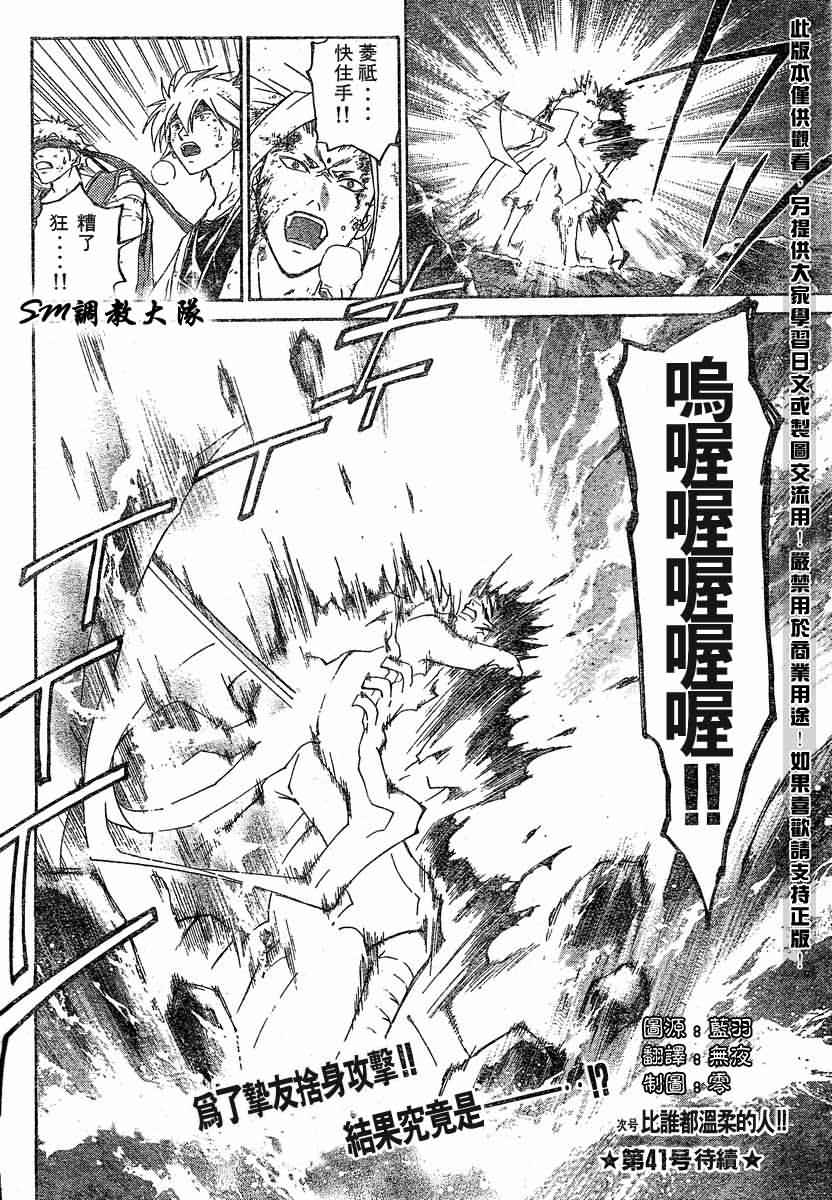 此版本僅供觀看，另提供大家學習日文或製圖交流用！嚴禁用於商業用途！如果喜歡請支持正版！
菱祗...
快住手!!
糟了
狂...!!
SM調教大隊
嗚喔喔喔喔喔!!
為了摯友捨身攻擊!!
結果究竟是———...!?
圖源：藍羽
翻譯：無夜
制圖：零
次号 比誰都溫柔的人!!
★第41号 待續★